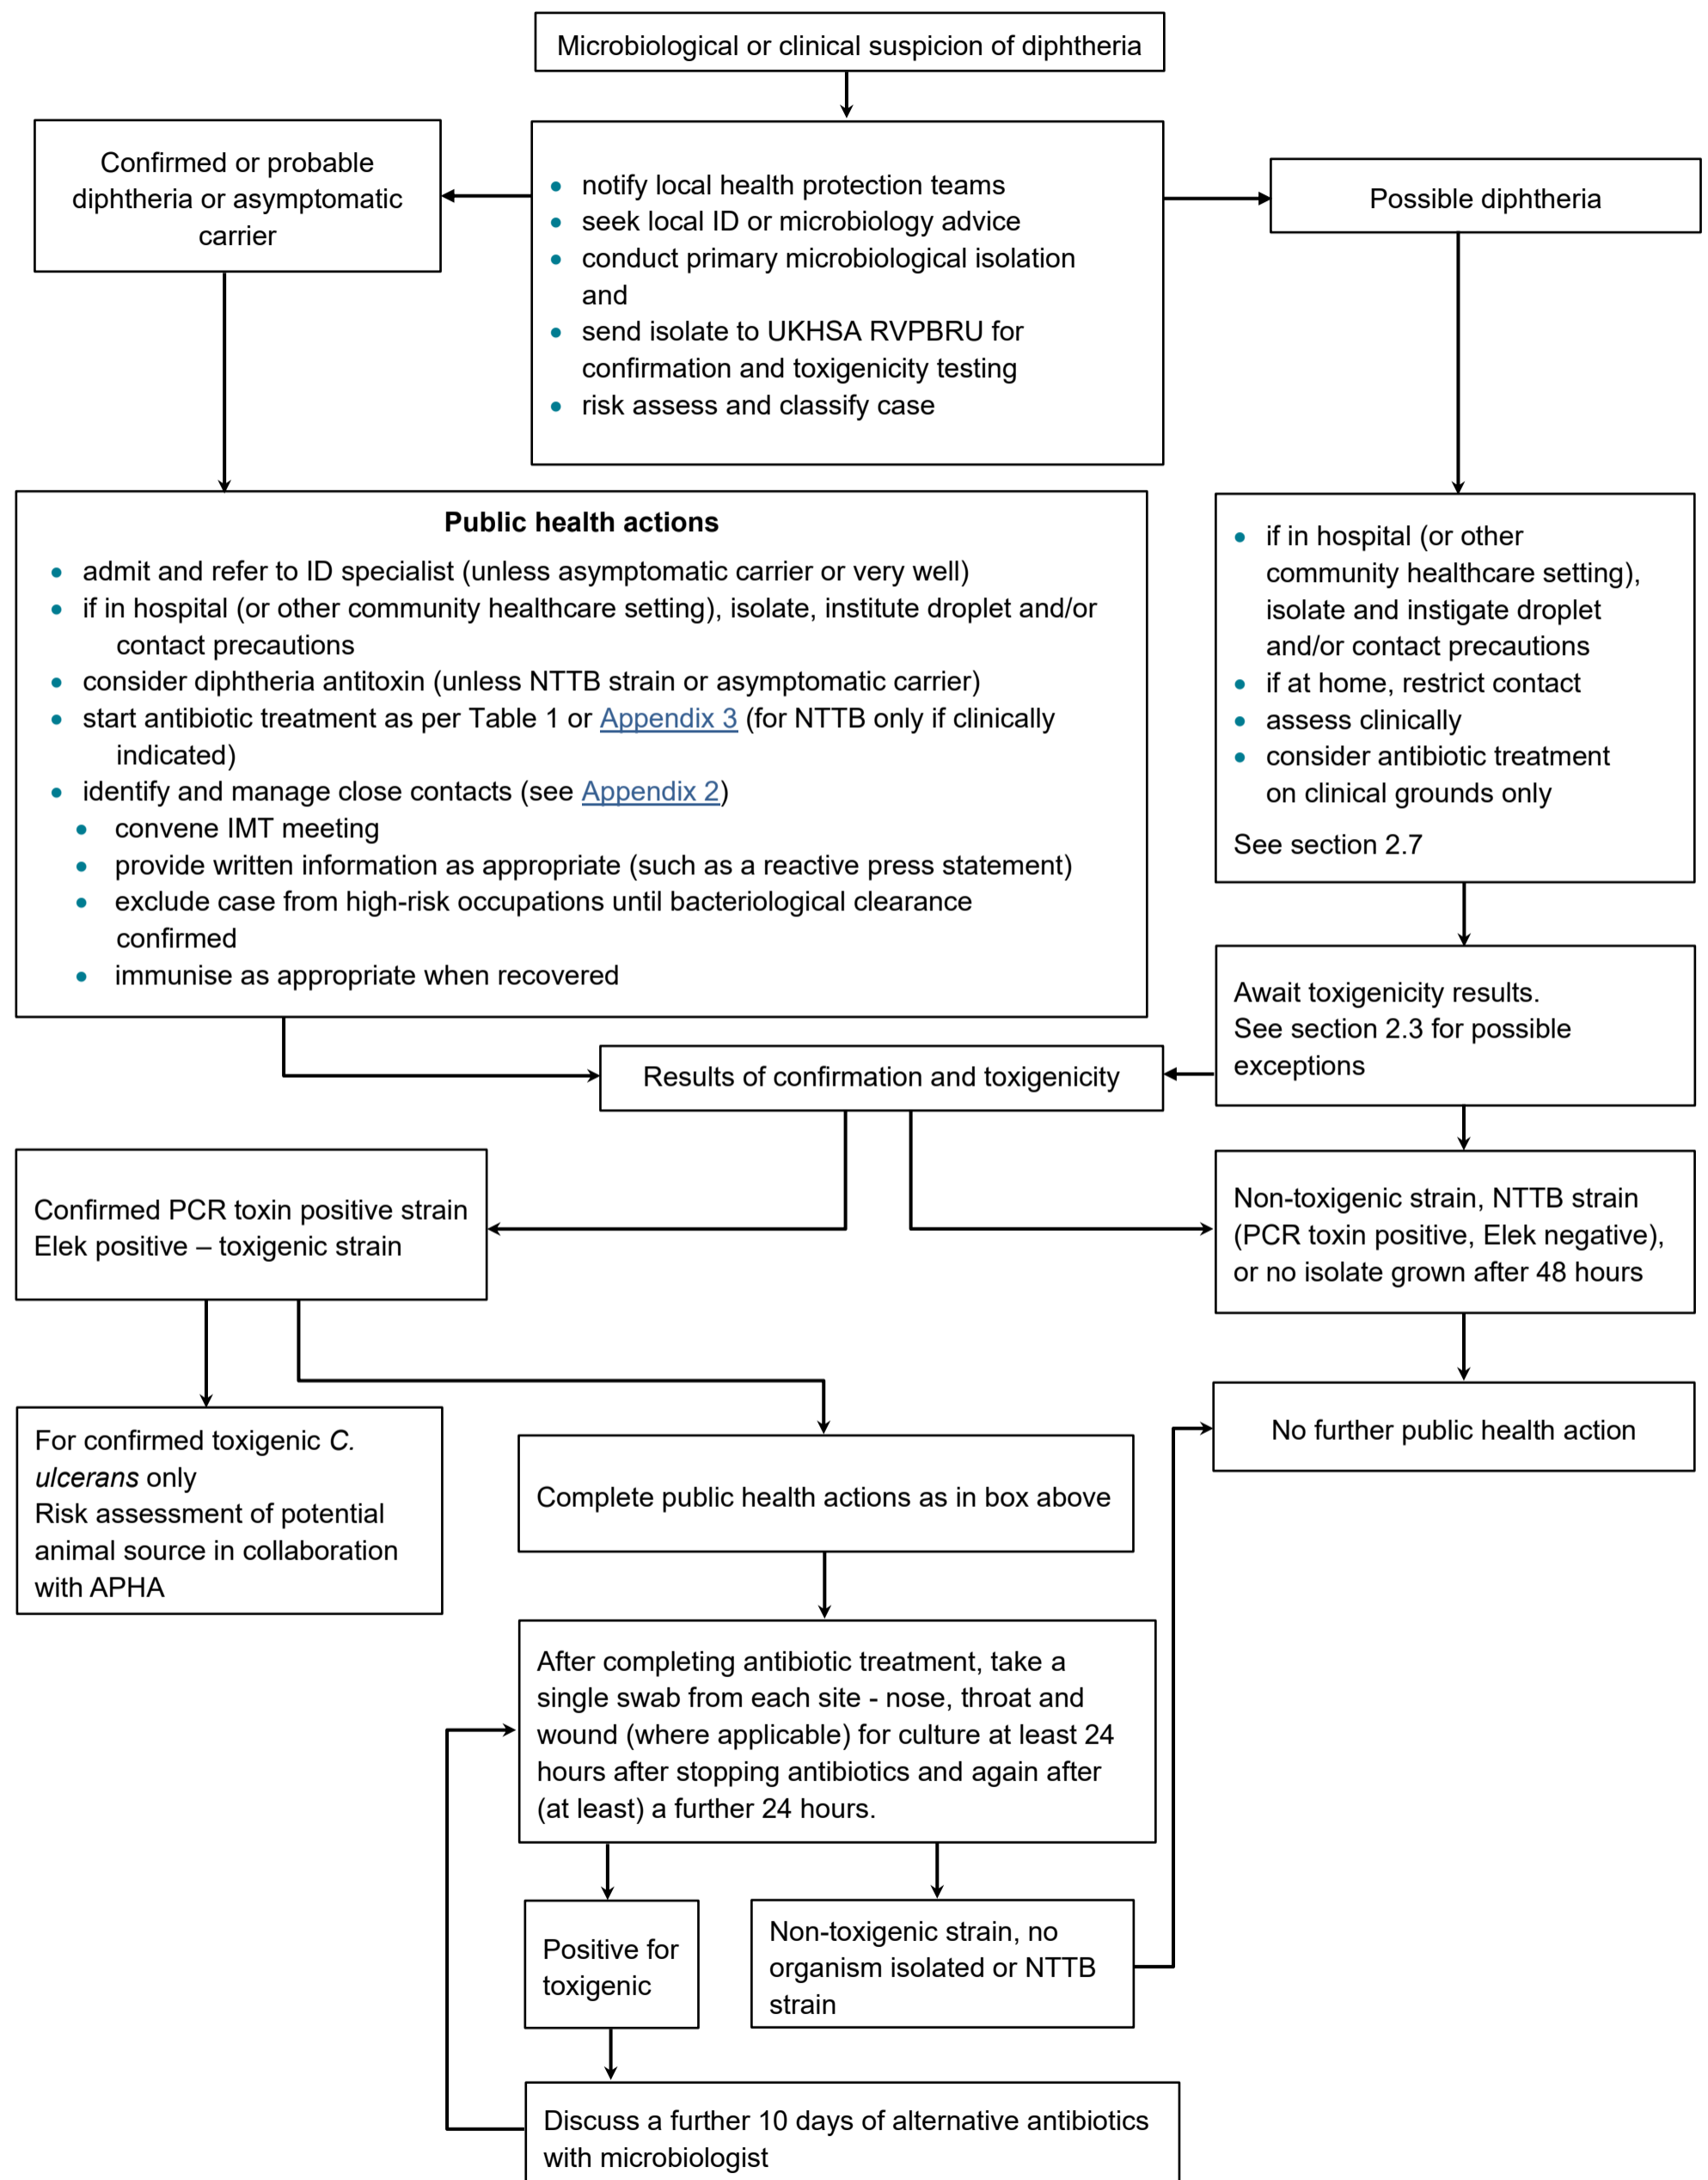 Microbiological or clinical suspicion of diphtheria
Confirmed or probable
diphtheria or asymptomatic
carrier
• notify local health protection teams
• seek local ID or microbiology advice
• conduct primary microbiological isolation
and
• send isolate to UKHSA RVPBRU for
confirmation and toxigenicity testing
• risk assess and classify case
Possible diphtheria
Public health actions
• admit and refer to ID specialist (unless asymptomatic carrier or very well)
• if in hospital (or other community healthcare setting), isolate, institute droplet and/or
contact precautions
• consider diphtheria antitoxin (unless NTTB strain or asymptomatic carrier)
• start antibiotic treatment as per Table 1 or Appendix 3 (for NTTB only if clinically
indicated)
• identify and manage close contacts (see Appendix 2)
• convene IMT meeting
• provide written information as appropriate (such as a reactive press statement)
• exclude case from high-risk occupations until bacteriological clearance
confirmed
• immunise as appropriate when recovered
• if in hospital (or other
community healthcare setting),
isolate and instigate droplet
and/or contact precautions
• if at home, restrict contact
• assess clinically
• consider antibiotic treatment
on clinical grounds only
See section 2.7
Await toxigenicity results.
See section 2.3 for possible
exceptions
Results of confirmation and toxigenicity
Confirmed PCR toxin positive strain
Elek positive – toxigenic strain
Non-toxigenic strain, NTTB strain
(PCR toxin positive, Elek negative),
or no isolate grown after 48 hours
For confirmed toxigenic C.
ulcerans only
Risk assessment of potential
animal source in collaboration
with APHA
Complete public health actions as in box above
No further public health action
After completing antibiotic treatment, take a
single swab from each site - nose, throat and
wound (where applicable) for culture at least 24
hours after stopping antibiotics and again after
(at least) a further 24 hours.
Positive for
toxigenic
Non-toxigenic strain, no
organism isolated or NTTB
strain
Discuss a further 10 days of alternative antibiotics
with microbiologist